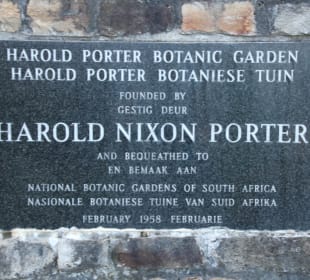 HAROLD PORTER BOTANIC GARDEN
HAROLD PORTER BOTANIESE TUIN
FOUNDED BY
GESTIG DEUR
HAROLD NIXON PORTER
AND BEQUEATHED TO
EN BEMAAK AAN
NATIONAL BOTANIC GARDENS OF SOUTH AFRICA
NASIONALE BOTANIESE TUINE VAN SUID AFRIKA
FEBRUARY 1958 FEBRUARIE